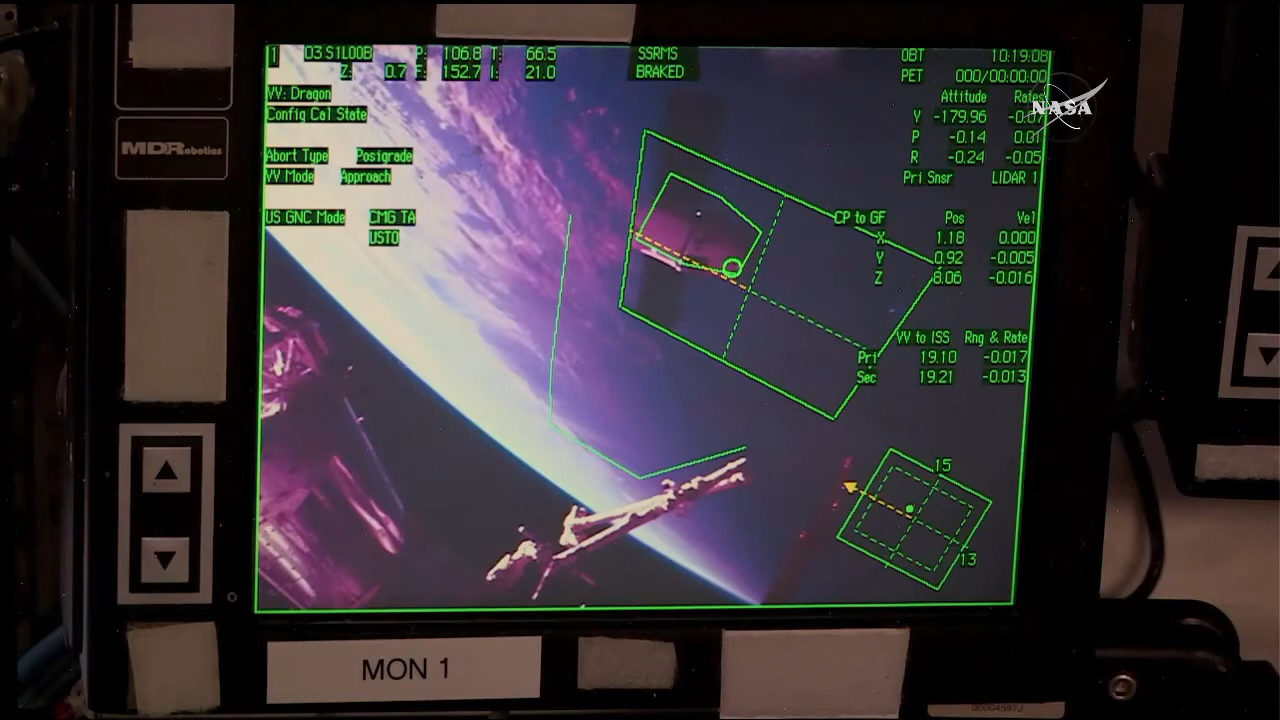 1 03 S1LOOB P: 106.8 T: 66.5 SSRMS OBT 10:19:08
Z: 0.7 F: 152.7 I: 21.0 BRAKED PET 000/00:00:00
VV: Dragon
Config Cal State
Abort Type Posigrade
VV Mode Approach
US GNC Mode CMG TA
USTO
Attitude Rates
Y -179.96 -0.07
P -0.14 0.01
R -0.24 -0.05
Pri Snsr LIDAR 1
CP to GF Pos Vel
X 1.18 0.000
Y 0.92 -0.005
Z 8.06 -0.016
VV to ISS Rng & Rate
Pri 19.10 -0.017
Sec 19.21 -0.013
15
13
NASA
MDRobotics
MON 1